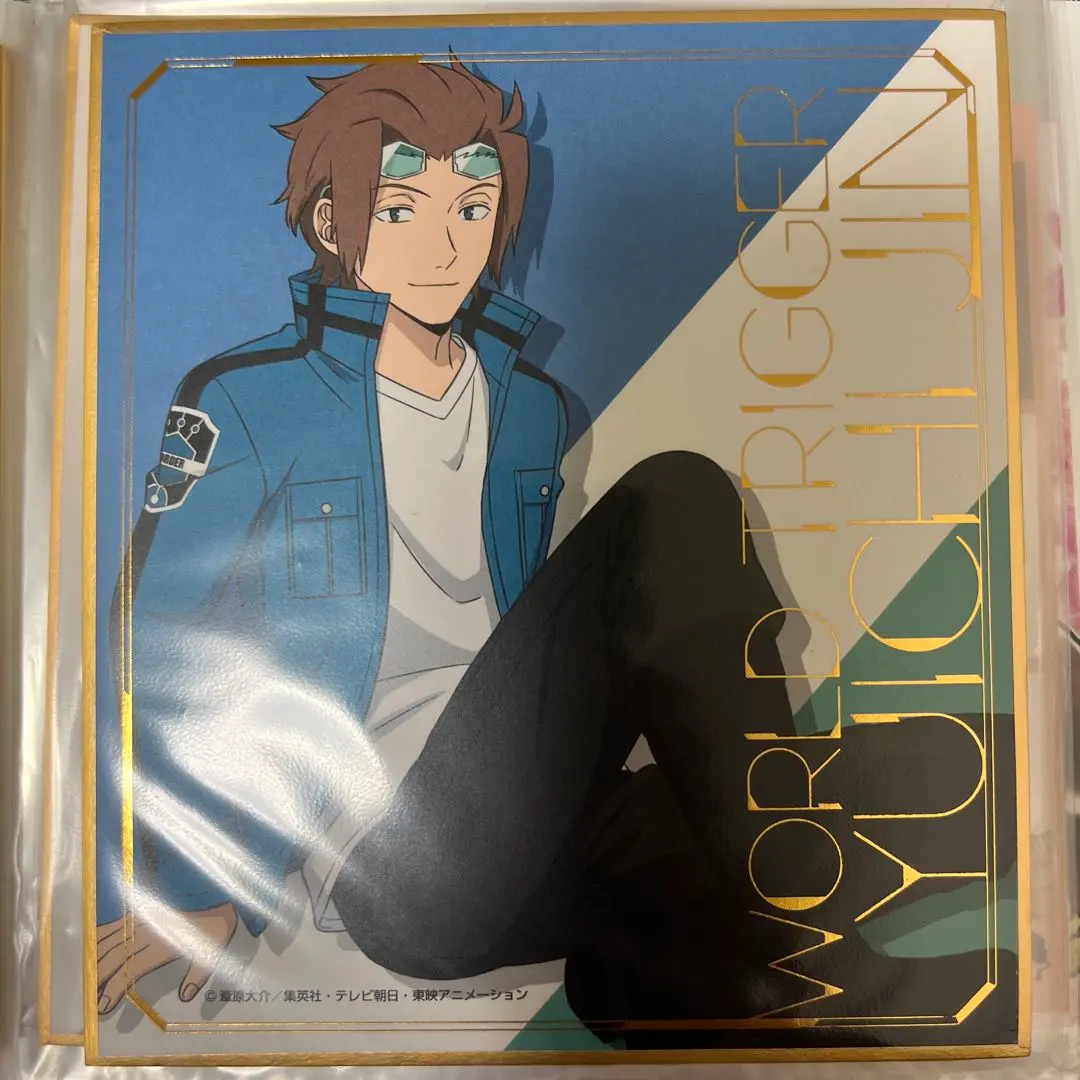 WORLD TRIGGER
YUICHI JIN
©葦原大介／集英社・テレビ朝日・東映アニメーション